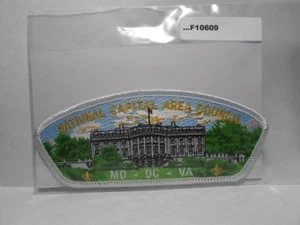 ...F10609
NATIONAL CAPITAL AREA COUNCIL
MD - DC - VA